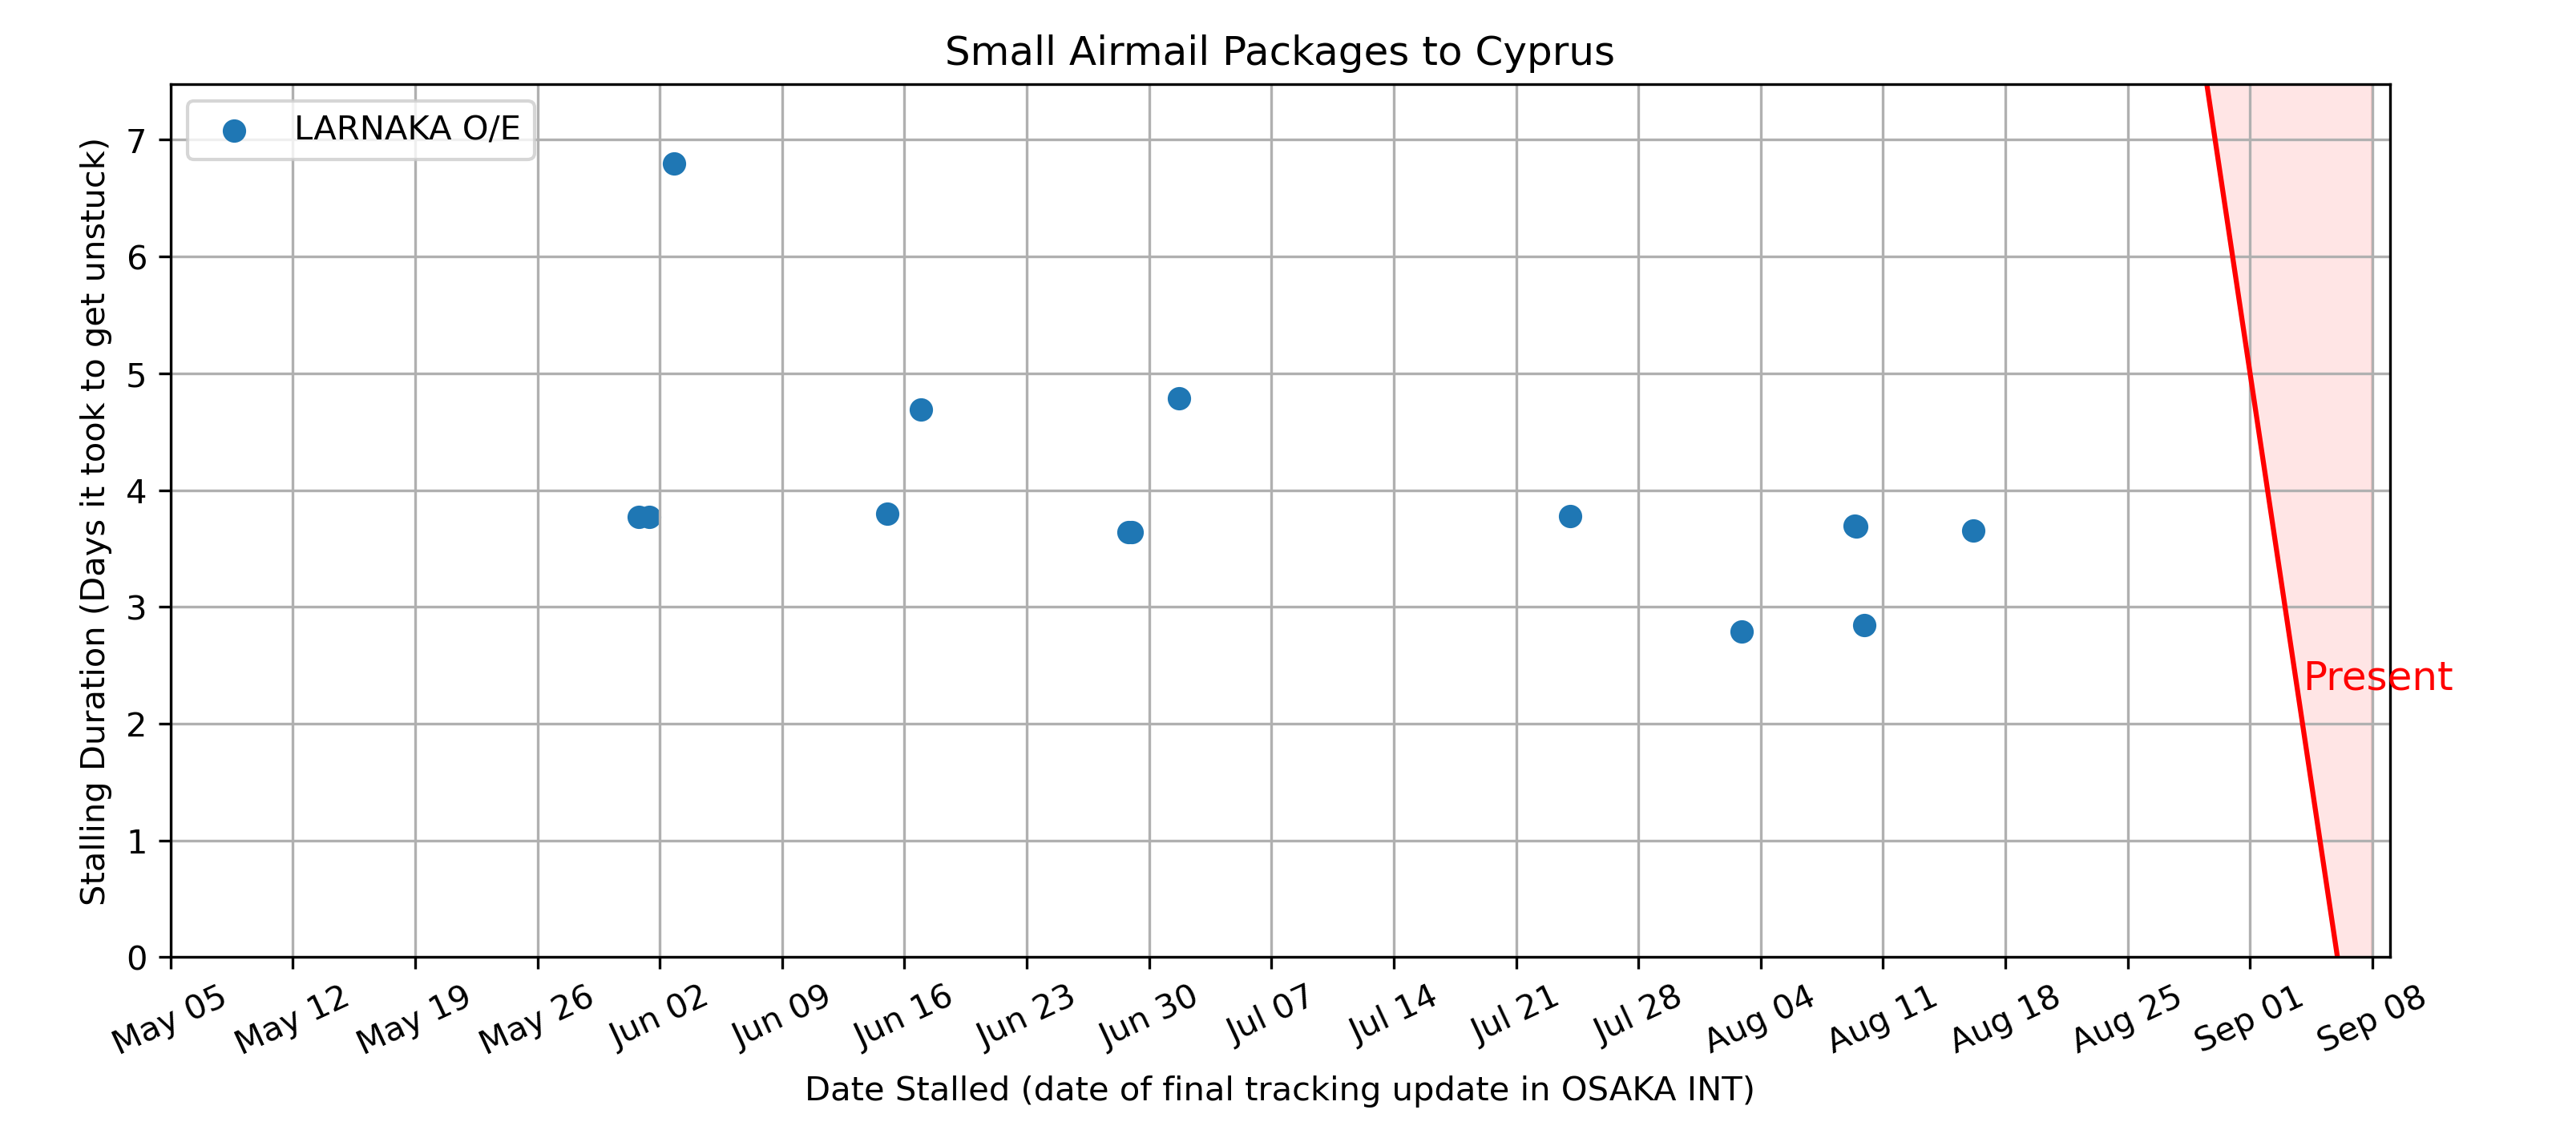 Small Airmail Packages to Cyprus
LARNAKA O/E
Stalling Duration (Days it took to get unstuck)
7
6
5
4
3
2
1
0
Present
May 05
May 12
May 19
May 26
Jun 02
Jun 09
Jun 16
Jun 23
Jun 30
Jul 07
Jul 14
Jul 21
Jul 28
Aug 04
Aug 11
Aug 18
Aug 25
Sep 01
Sep 08
Date Stalled (date of final tracking update in OSAKA INT)